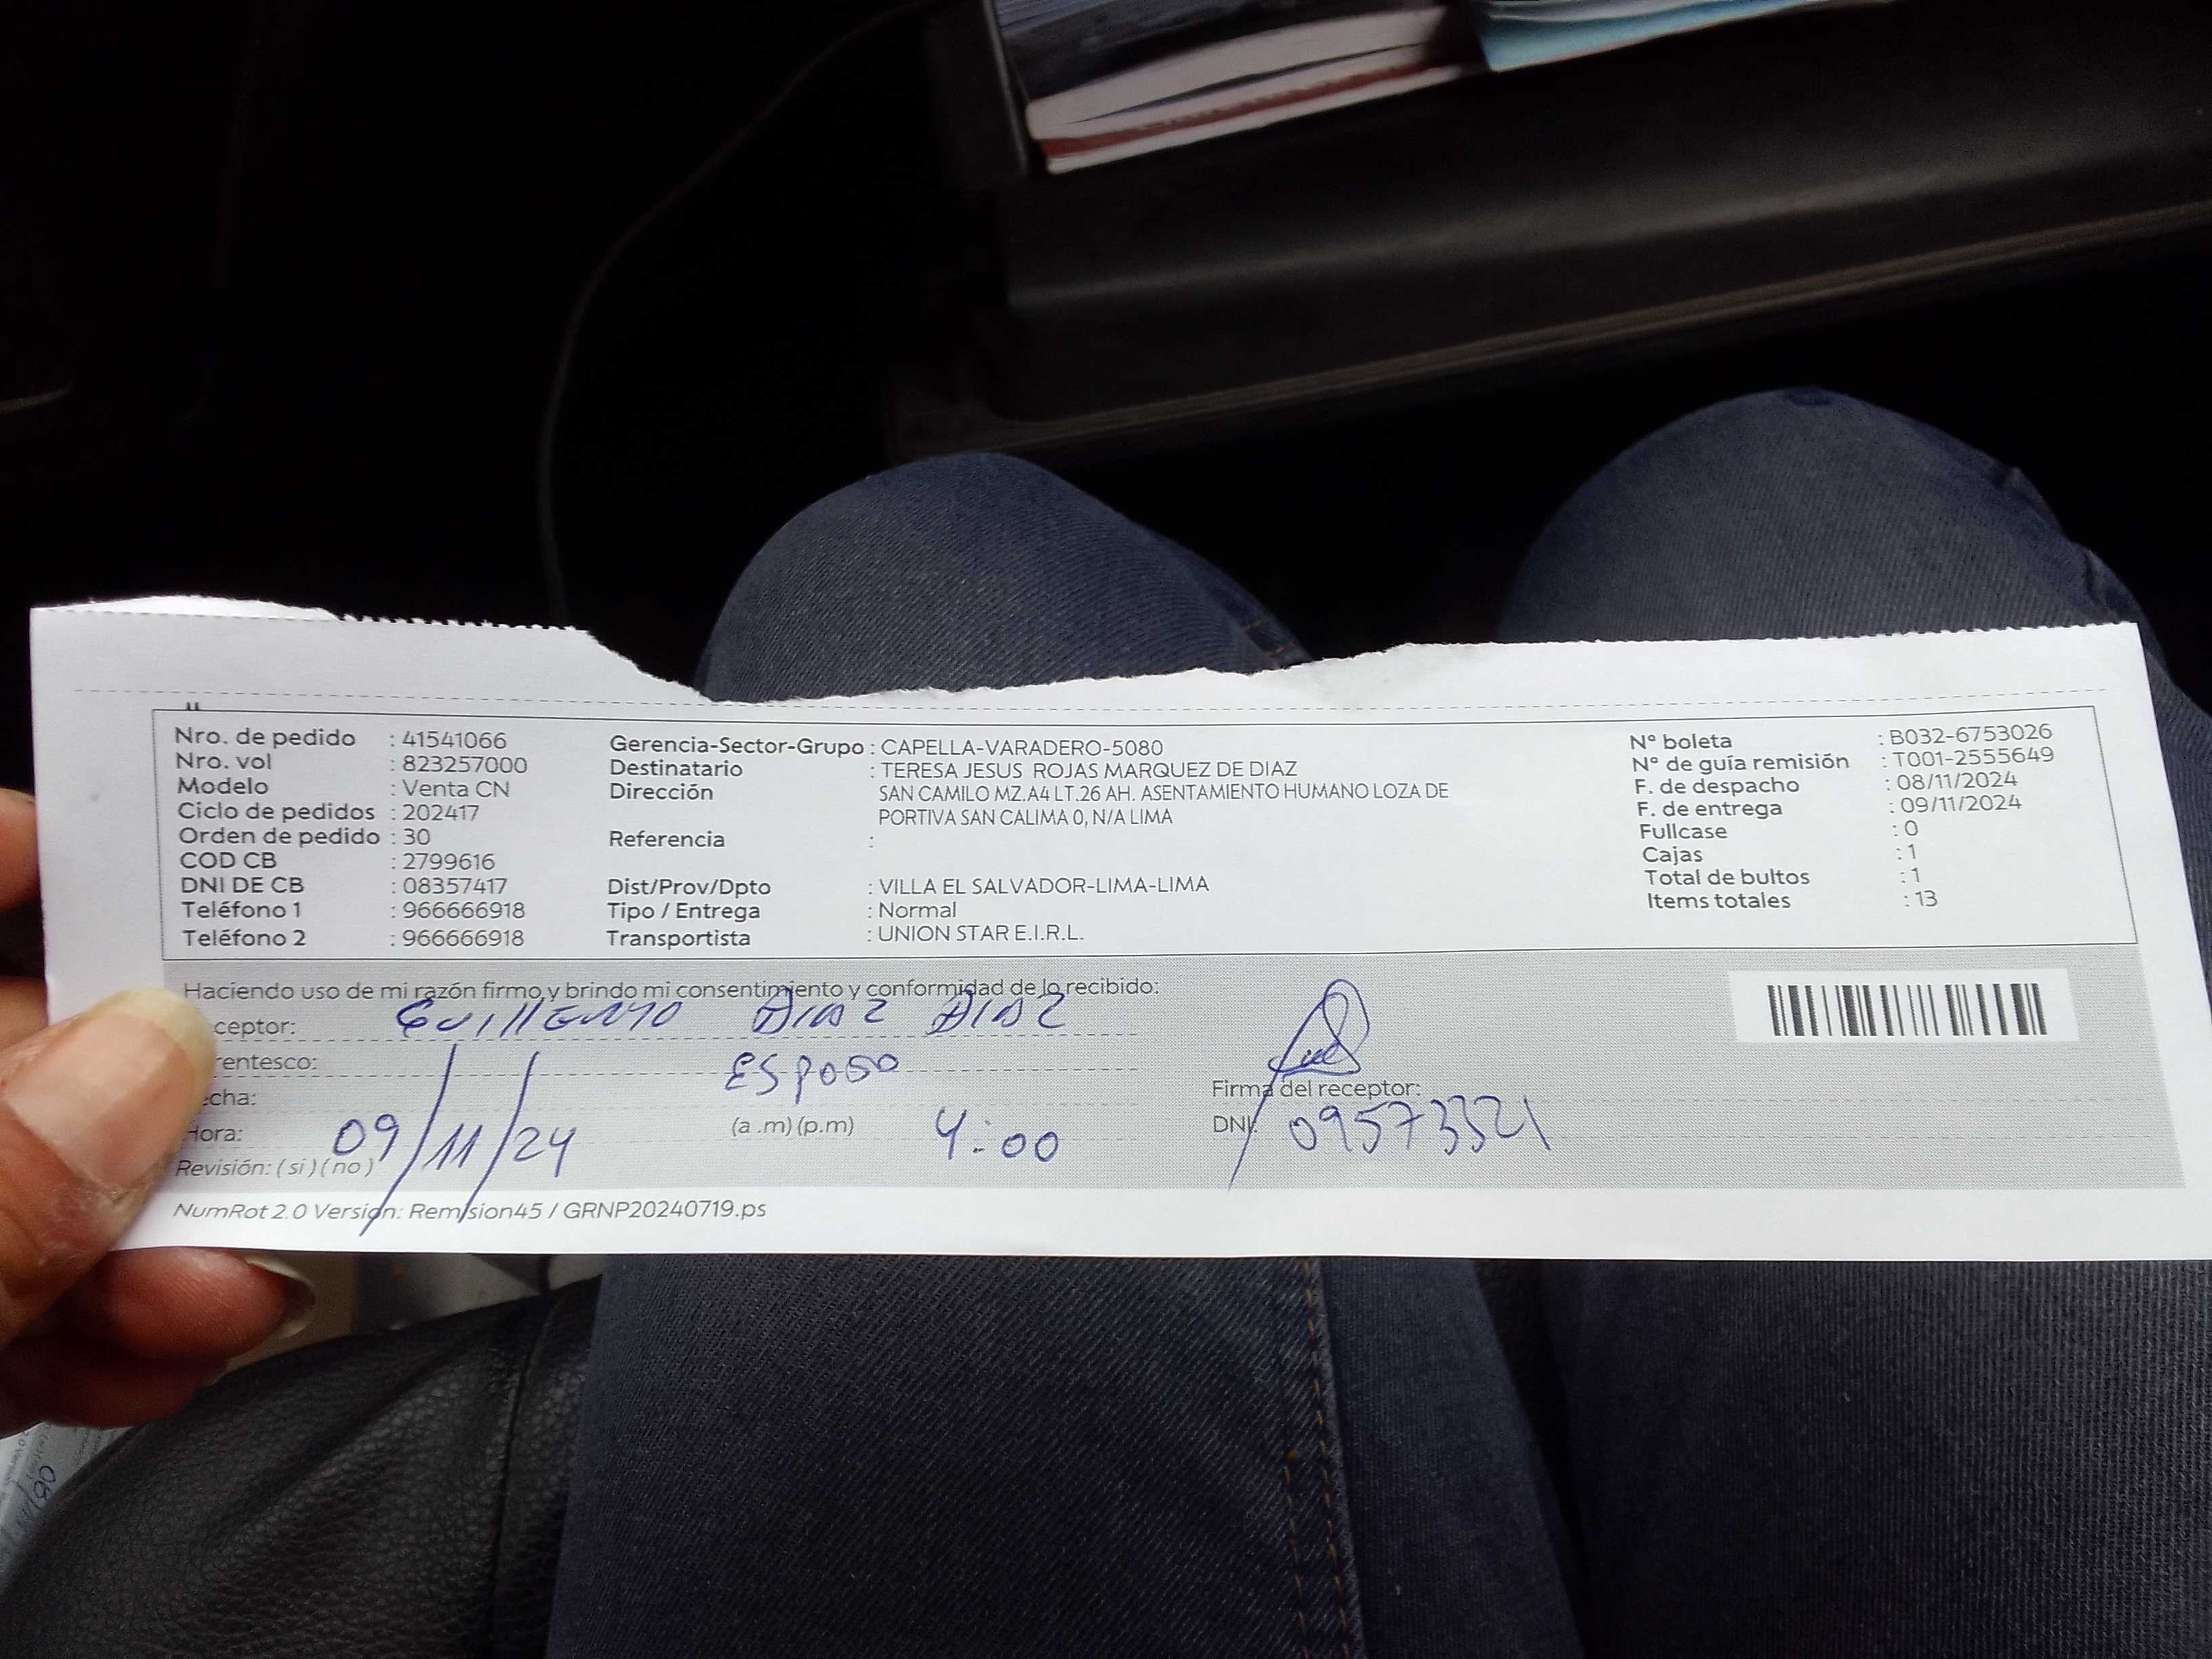 Nro. de pedido : 41541066
Nro. vol : 823257000
Modelo : Venta CN
Ciclo de pedidos : 202417
Orden de pedido : 30
COD CB : 2799616
DNI DE CB : 08357417
Teléfono 1 : 966666918
Teléfono 2 : 966666918
Gerencia-Sector-Grupo : CAPELLA-VARADERO-5080
Destinatario : TERESA JESUS ROJAS MARQUEZ DE DIAZ
Dirección SAN CAMILO MZ.A4 LT.26 AH. ASENTAMIENTO HUMANO LOZA DE
PORTIVA SAN CALIMA 0, N/A LIMA
Referencia :
Dist/Prov/Dpto : VILLA EL SALVADOR-LIMA-LIMA
Tipo / Entrega : Normal
Transportista : UNION STAR E.I.R.L.
N° boleta : B032-6753026
N° de guía remisión : T001-2555649
F. de despacho : 08/11/2024
F. de entrega : 09/11/2024
Fullcase : 0
Cajas : 1
Total de bultos : 1
Items totales : 13
Haciendo uso de mi razón firmo y brindo mi consentimiento y conformidad de lo recibido:
ceptor: Guillermo Diaz Diaz
rentesco: Esposo
cha:
Hora: 09/11/24 (a .m) (p.m) 4:00
Revisión: ( si ) ( no )
Firma del receptor:
DNI: 09573321
NumRot 2.0 Versión: Remision45 / GRNP20240719.ps